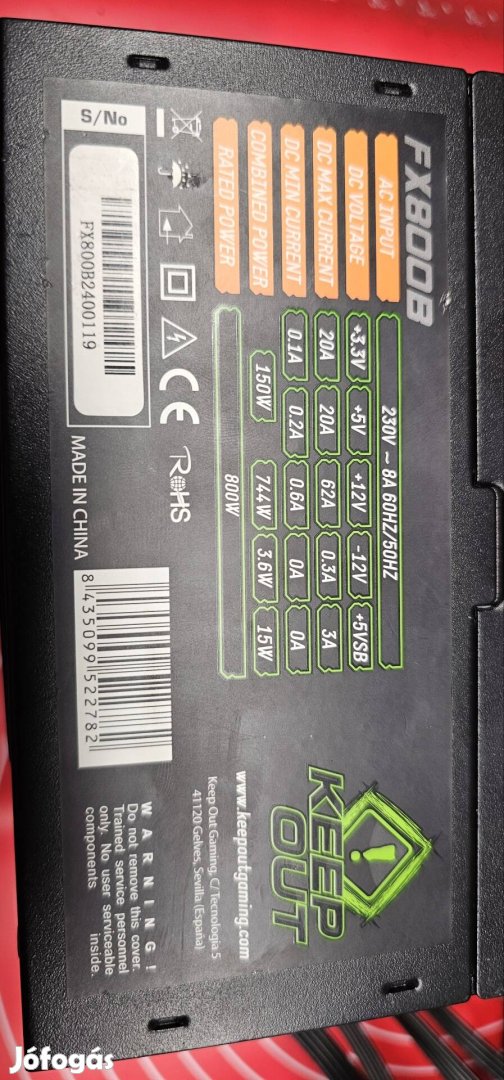 FX800B
AC INPUT 230V ~ 8A 60HZ/50HZ
DC VOLTAGE +3.3V +5V +12V -12V +5VSB
DC MAX CURRENT 20A 20A 62A 0.3A 3A
DC MIN CURRENT 0.1A 0.2A 0.6A 0A 0A
COMBINED POWER 150W 744W 3.6W 15W
RATED POWER 800W
KEEP
OUT
www.keepoutgaming.com
Keep Out Gaming, C/ Tecnología 5
41120 Gelves, Sevilla (España)
CE RoHS
S/No
FX800B2400119
MADE IN CHINA
8 435099 522782
WARNING!
Do not remove this cover.
Trained service personnel
only. No user serviceable
components inside.
Jófogás